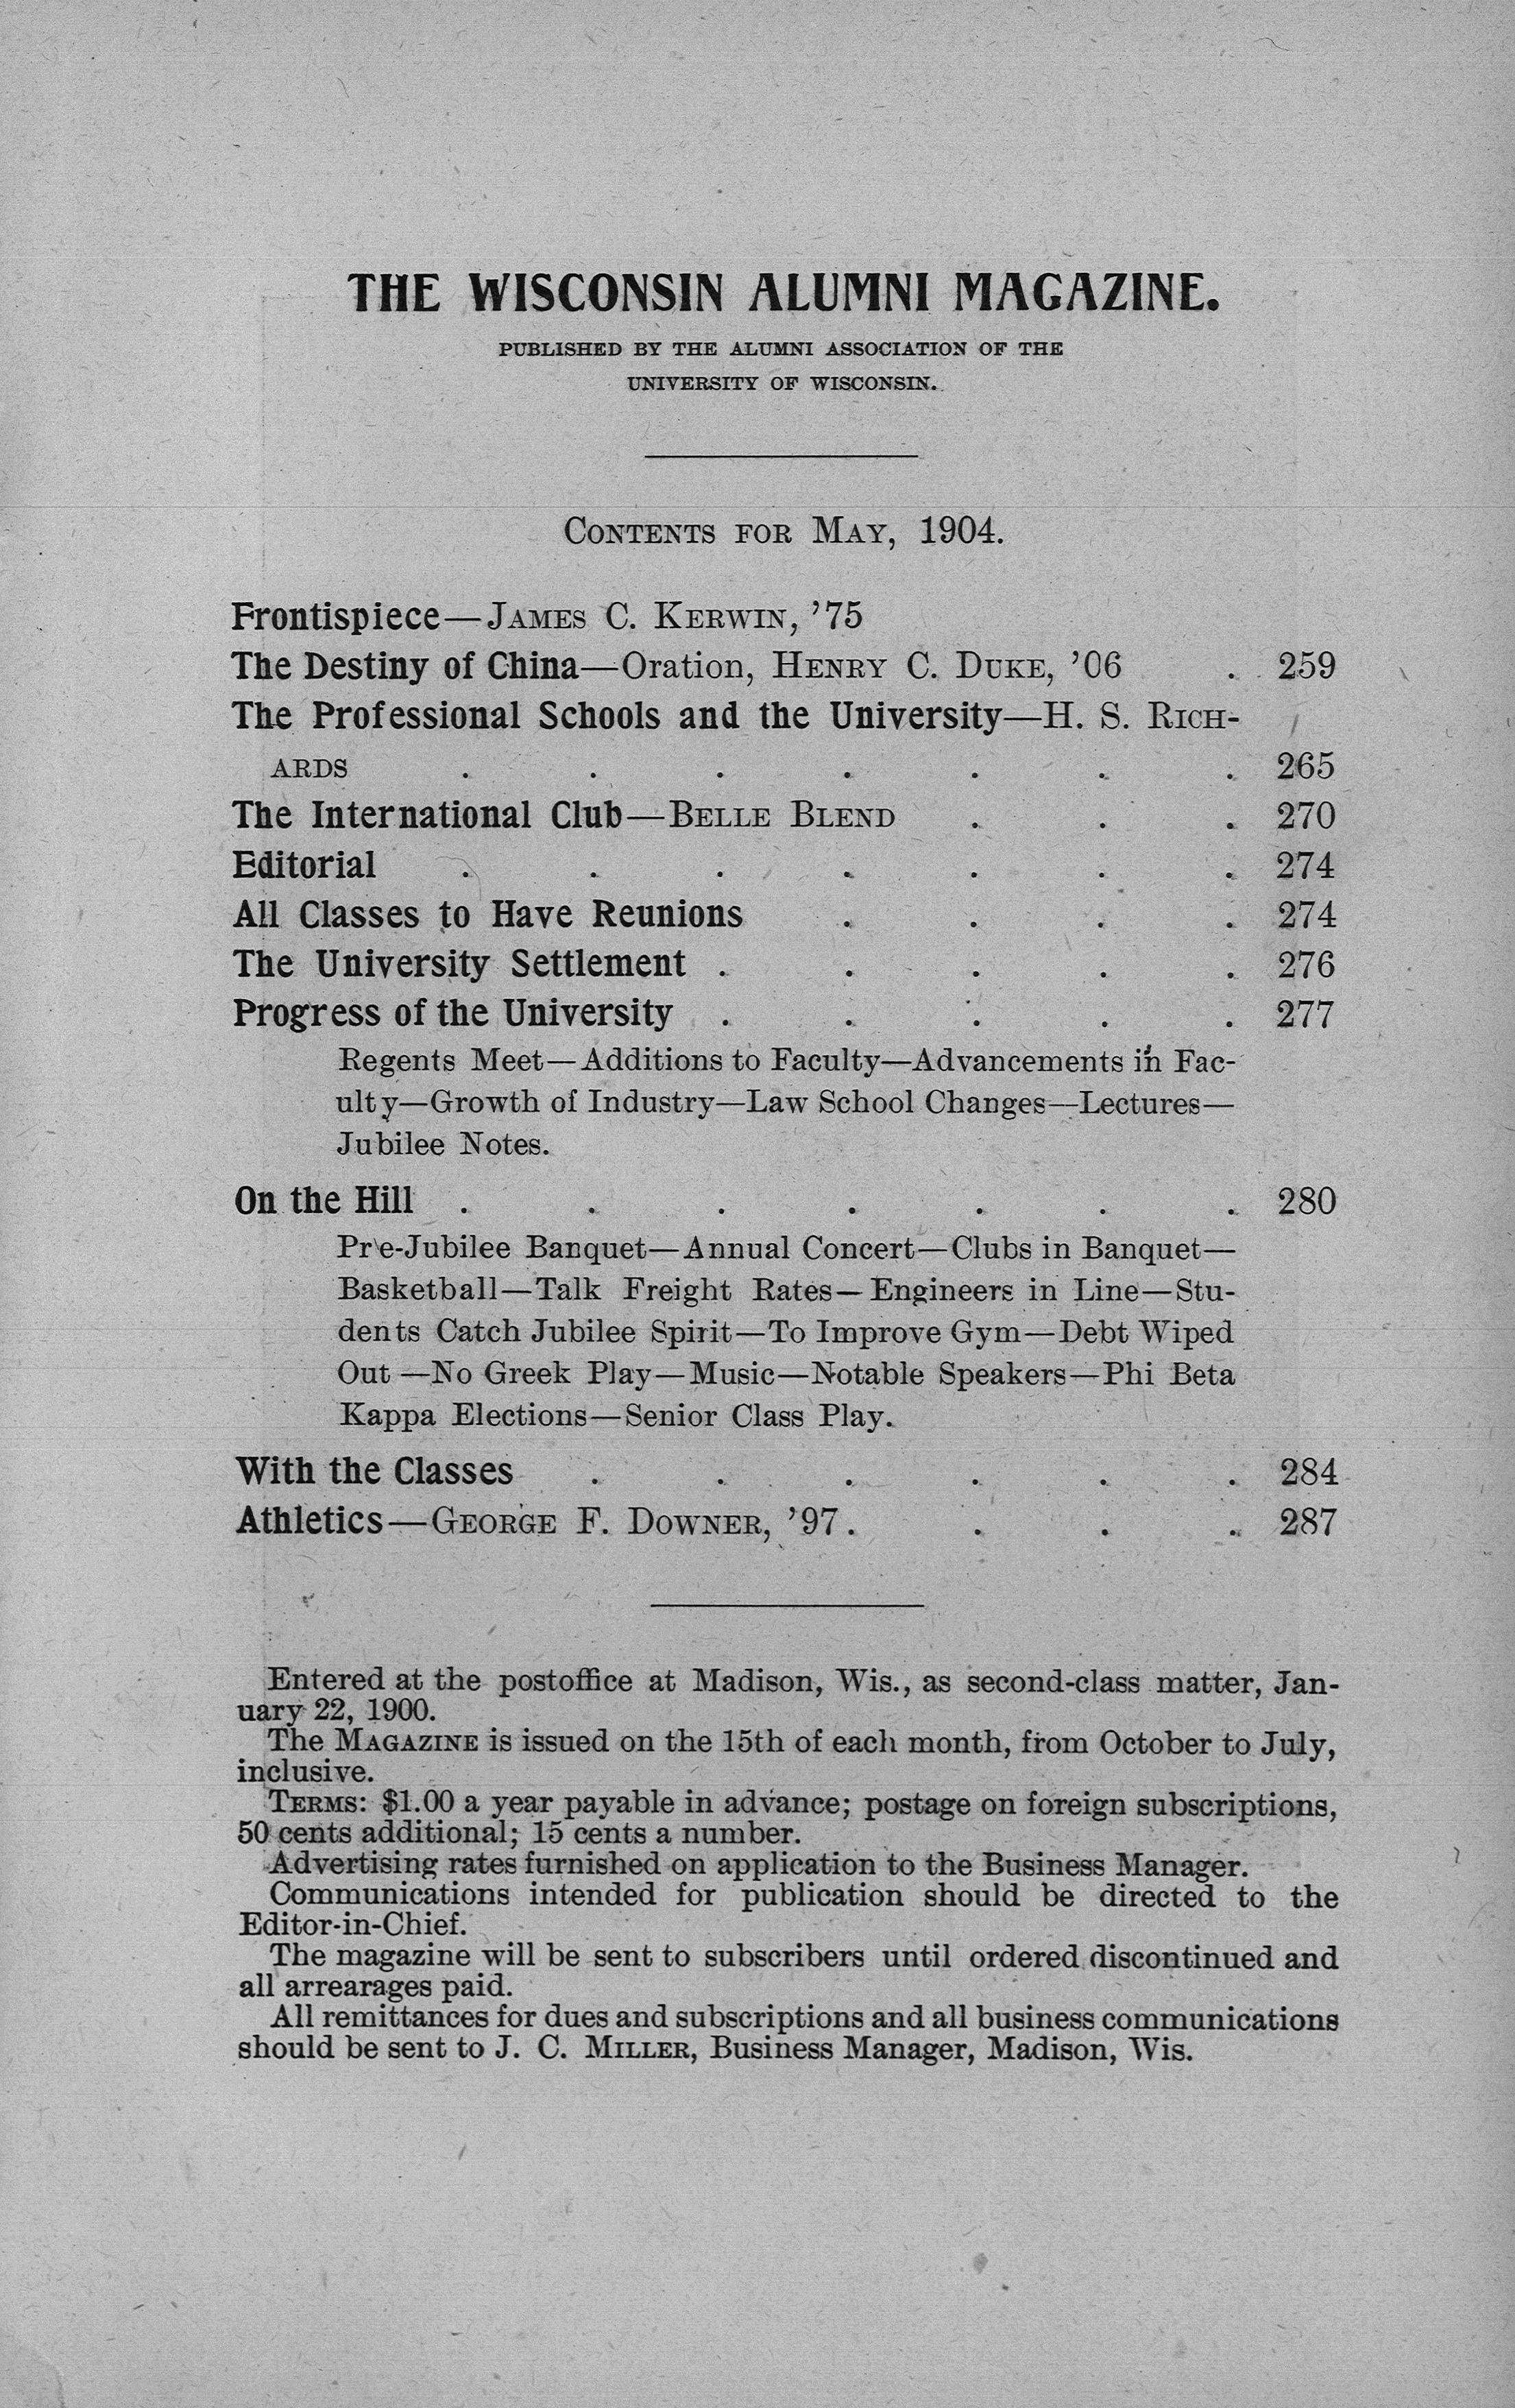 THE WISCONSIN ALUMNI MAGAZINE.
PUBLISHED BY THE ALUMNI ASSOCIATION OF THE
UNIVERSITY OF WISCONSIN.
CONTENTS FOR MAY, 1904.
Frontispiece—JAMES C. KERWIN, ’75
The Destiny of China—Oration, HENRY C. DUKE, ’06 . 259
The Professional Schools and the University—H. S. RICH-
ARDS . . . . . . . 265
The International Club—BELLE BLEND . . . 270
Editorial . . . . . . . 274
All Classes to Have Reunions . . . . 274
The University Settlement . . . . . 276
Progress of the University . . . . . 277
Regents Meet—Additions to Faculty—Advancements in Fac-
ulty—Growth of Industry—Law School Changes—Lectures—
Jubilee Notes.
On the Hill . . . . . . . 280
Pre-Jubilee Banquet—Annual Concert—Clubs in Banquet—
Basketball—Talk Freight Rates—Engineers in Line—Stu-
dents Catch Jubilee Spirit—To Improve Gym—Debt Wiped
Out—No Greek Play—Music—Notable Speakers—Phi Beta
Kappa Elections—Senior Class Play.
With the Classes . . . . . . 284
Athletics—GEORGE F. DOWNER, ’97 . . . . 287
Entered at the postoffice at Madison, Wis., as second-class matter, Jan-
uary 22, 1900.
The MAGAZINE is issued on the 15th of each month, from October to July,
inclusive.
TERMS: $1.00 a year payable in advance; postage on foreign subscriptions,
50 cents additional; 15 cents a number.
Advertising rates furnished on application to the Business Manager.
Communications intended for publication should be directed to the
Editor-in-Chief.
The magazine will be sent to subscribers until ordered discontinued and
all arrearages paid.
All remittances for dues and subscriptions and all business communications
should be sent to J. C. MILLER, Business Manager, Madison, Wis.